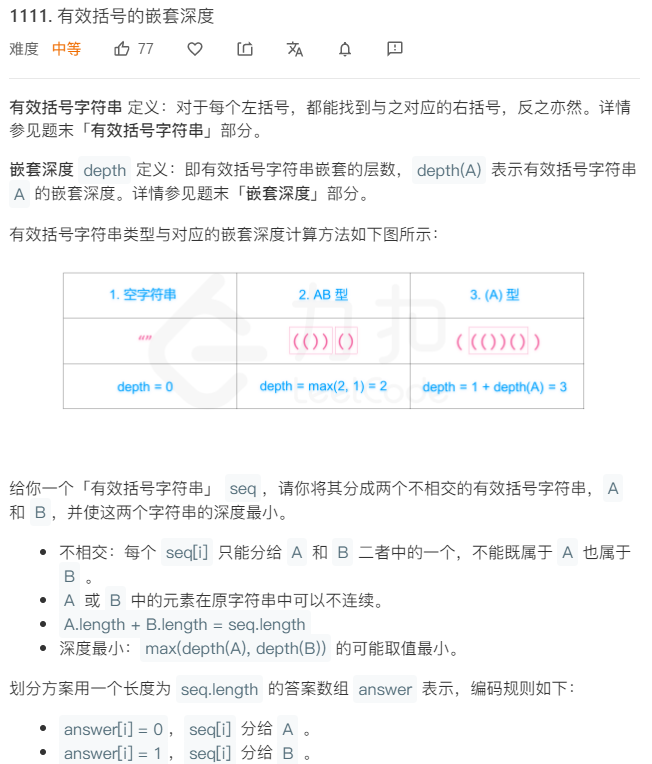 1111. 有效括号的嵌套深度
难度 中等 77
有效括号字符串 定义：对于每个左括号，都能找到与之对应的右括号，反之亦然。详情
参见题末「有效括号字符串」部分。
嵌套深度 depth 定义：即有效括号字符串嵌套的层数，depth(A) 表示有效括号字符串
A 的嵌套深度。详情参见题末「嵌套深度」部分。
有效括号字符串类型与对应的嵌套深度计算方法如下图所示：
1. 空字符串 2. AB 型 3. (A) 型
“” (()) () ( (())() )
depth = 0 depth = max(2, 1) = 2 depth = 1 + depth(A) = 3
力扣
LeetCode
给你一个「有效括号字符串」 seq，请你将其分成两个不相交的有效括号字符串，A
和 B，并使这两个字符串的深度最小。
不相交：每个 seq[i] 只能分给 A 和 B 二者中的一个，不能既属于 A 也属于
B 。
A 或 B 中的元素在原字符串中可以不连续。
A.length + B.length = seq.length
深度最小：max(depth(A), depth(B)) 的可能取值最小。
划分方案用一个长度为 seq.length 的答案数组 answer 表示，编码规则如下：
answer[i] = 0，seq[i] 分给 A 。
answer[i] = 1，seq[i] 分给 B 。